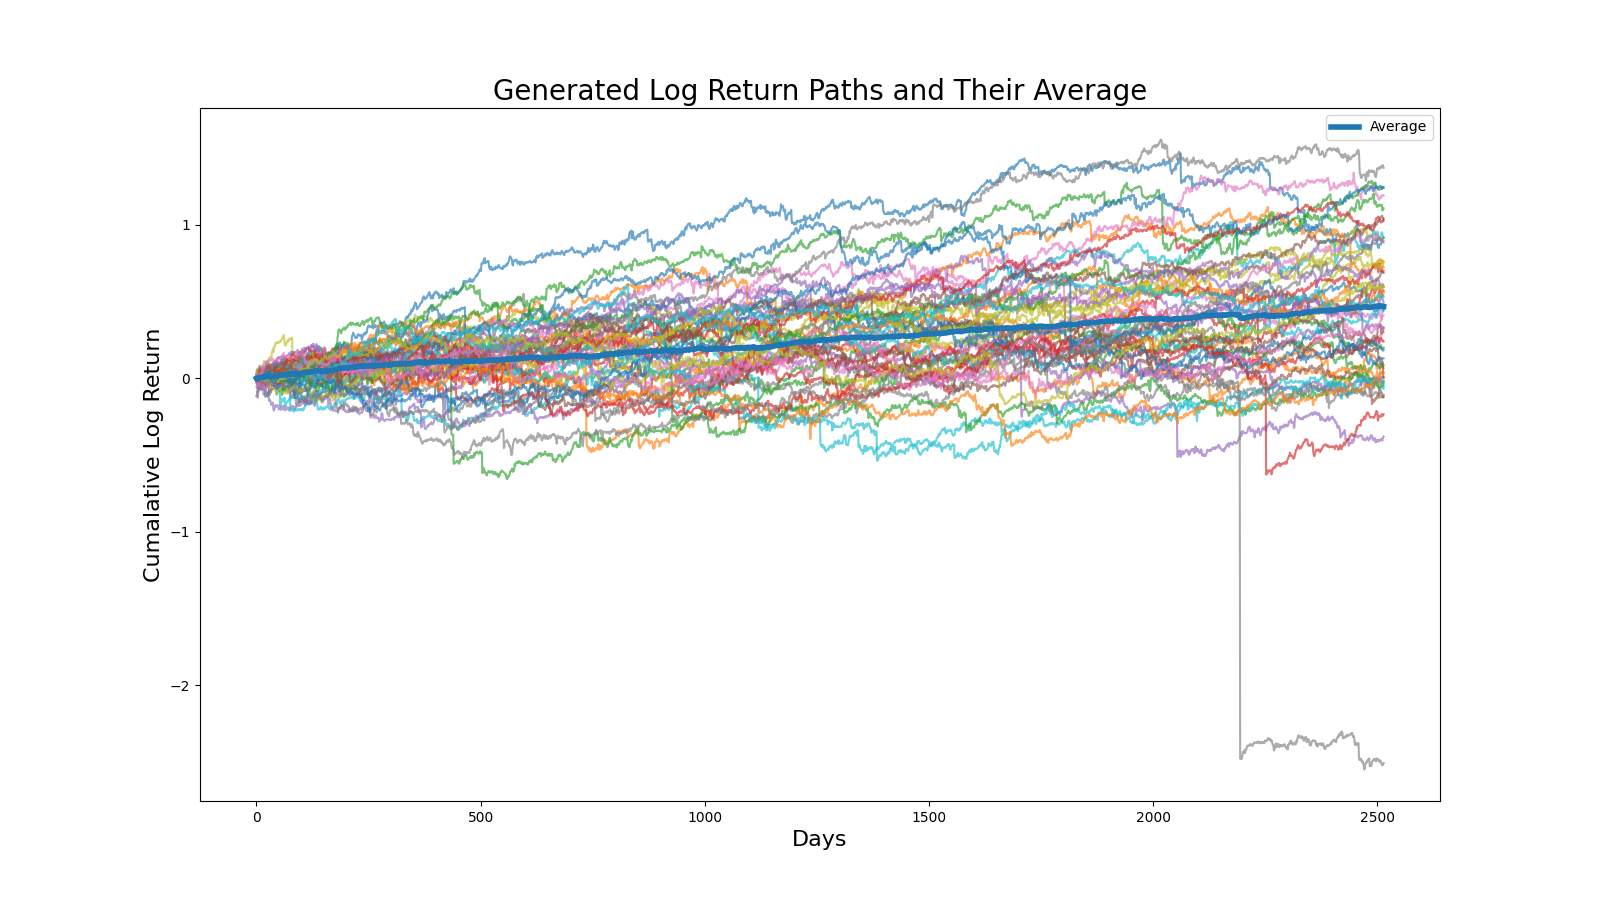 Generated Log Return Paths and Their Average
Average
Cumalative Log Return
1
0
−1
−2
0 500 1000 1500 2000 2500
Days